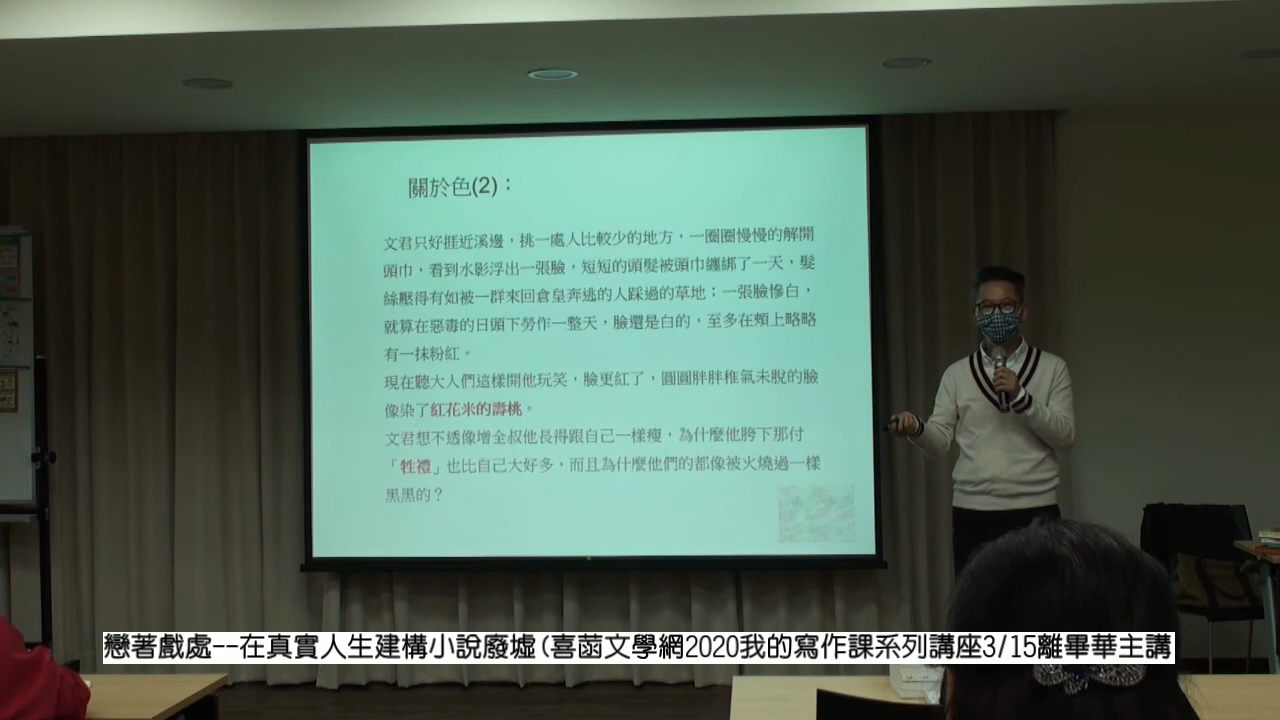 關於色(2)：
文君只好捱近溪邊，挑一處人比較少的地方，一圈圈慢慢的解開
頭巾，看到水影浮出一張臉，短短的頭髮被頭巾纏綁了一天，髮
絲壓得有如被一群來回倉皇奔逃的人踩過的草地；一張臉慘白，
就算在惡毒的日頭下勞作一整天，臉還是白的，至多在頰上略略
有一抹粉紅。
現在聽大人們這樣開他玩笑，臉更紅了，圓圓胖胖稚氣未脫的臉
像染了紅花米的壽桃。
文君想不透像增全叔他長得跟自己一樣瘦，為什麼他胯下那付
「牲禮」也比自己大好多，而且為什麼他們的都像被火燒過一樣
黑黑的？
戀著戲處--在真實人生建構小說廢墟(喜菡文學網2020我的寫作課系列講座3/15離畢華主講